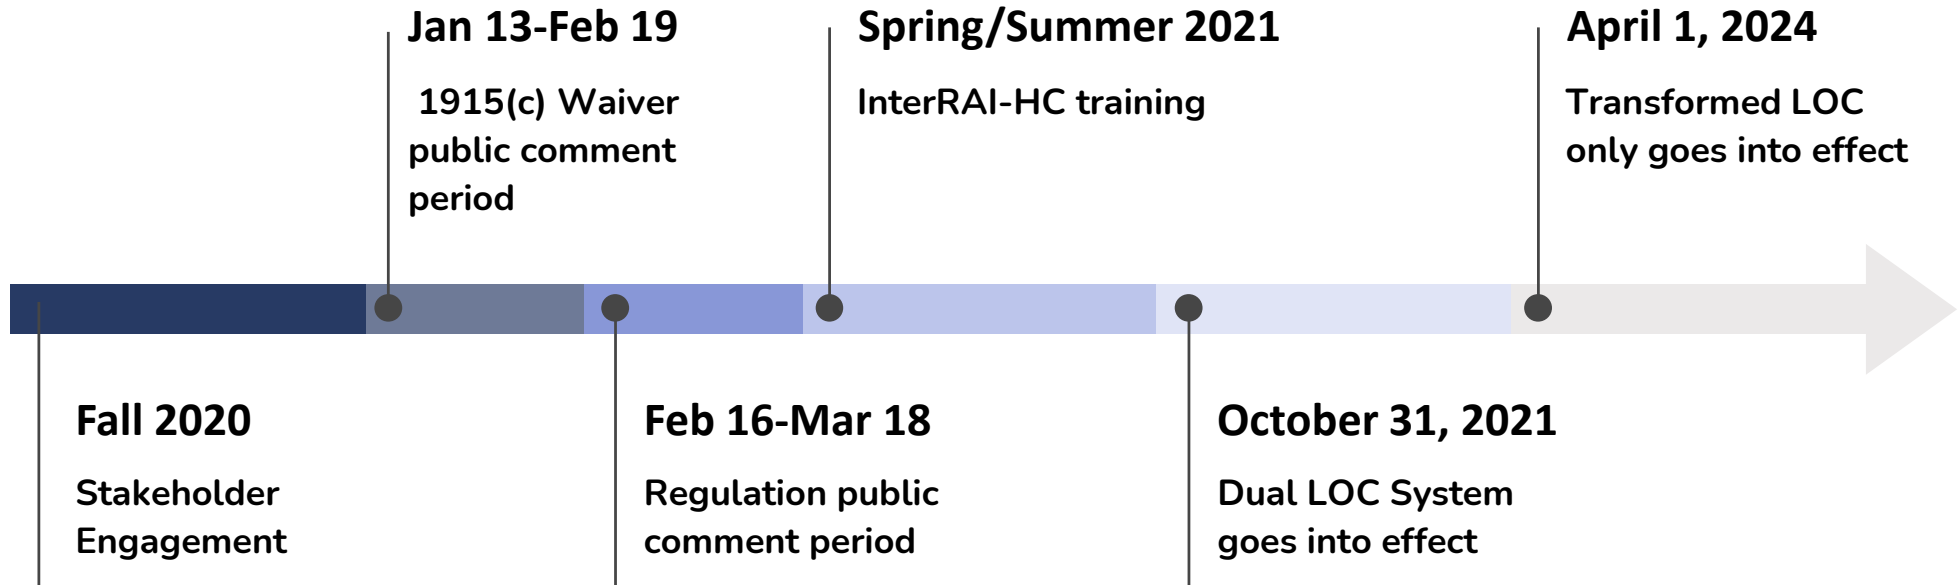 Jan 13-Feb 19
1915(c) Waiver
public comment
period
Spring/Summer 2021
InterRAI-HC training
April 1, 2024
Transformed LOC
only goes into effect
Fall 2020
Stakeholder
Engagement
Feb 16-Mar 18
Regulation public
comment period
October 31, 2021
Dual LOC System
goes into effect